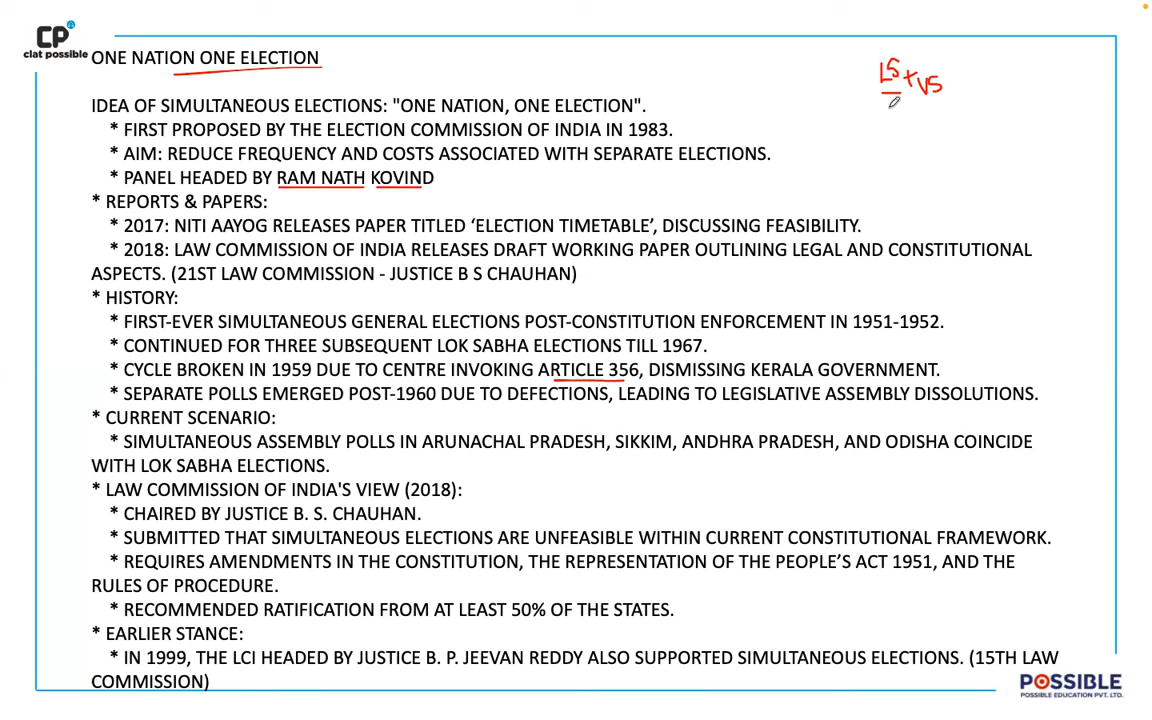 CP
clat possible
ONE NATION ONE ELECTION
LS + VS
IDEA OF SIMULTANEOUS ELECTIONS: "ONE NATION, ONE ELECTION".
* FIRST PROPOSED BY THE ELECTION COMMISSION OF INDIA IN 1983.
* AIM: REDUCE FREQUENCY AND COSTS ASSOCIATED WITH SEPARATE ELECTIONS.
* PANEL HEADED BY RAM NATH KOVIND
* REPORTS & PAPERS:
* 2017: NITI AAYOG RELEASES PAPER TITLED ‘ELECTION TIMETABLE’, DISCUSSING FEASIBILITY.
* 2018: LAW COMMISSION OF INDIA RELEASES DRAFT WORKING PAPER OUTLINING LEGAL AND CONSTITUTIONAL
ASPECTS. (21ST LAW COMMISSION - JUSTICE B S CHAUHAN)
* HISTORY:
* FIRST-EVER SIMULTANEOUS GENERAL ELECTIONS POST-CONSTITUTION ENFORCEMENT IN 1951-1952.
* CONTINUED FOR THREE SUBSEQUENT LOK SABHA ELECTIONS TILL 1967.
* CYCLE BROKEN IN 1959 DUE TO CENTRE INVOKING ARTICLE 356, DISMISSING KERALA GOVERNMENT.
* SEPARATE POLLS EMERGED POST-1960 DUE TO DEFECTIONS, LEADING TO LEGISLATIVE ASSEMBLY DISSOLUTIONS.
* CURRENT SCENARIO:
* SIMULTANEOUS ASSEMBLY POLLS IN ARUNACHAL PRADESH, SIKKIM, ANDHRA PRADESH, AND ODISHA COINCIDE
WITH LOK SABHA ELECTIONS.
* LAW COMMISSION OF INDIA'S VIEW (2018):
* CHAIRED BY JUSTICE B. S. CHAUHAN.
* SUBMITTED THAT SIMULTANEOUS ELECTIONS ARE UNFEASIBLE WITHIN CURRENT CONSTITUTIONAL FRAMEWORK.
* REQUIRES AMENDMENTS IN THE CONSTITUTION, THE REPRESENTATION OF THE PEOPLE’S ACT 1951, AND THE
RULES OF PROCEDURE.
* RECOMMENDED RATIFICATION FROM AT LEAST 50% OF THE STATES.
* EARLIER STANCE:
* IN 1999, THE LCI HEADED BY JUSTICE B. P. JEEVAN REDDY ALSO SUPPORTED SIMULTANEOUS ELECTIONS. (15TH LAW
COMMISSION)
POSSIBLE
POSSIBLE EDUCATION PVT. LTD.